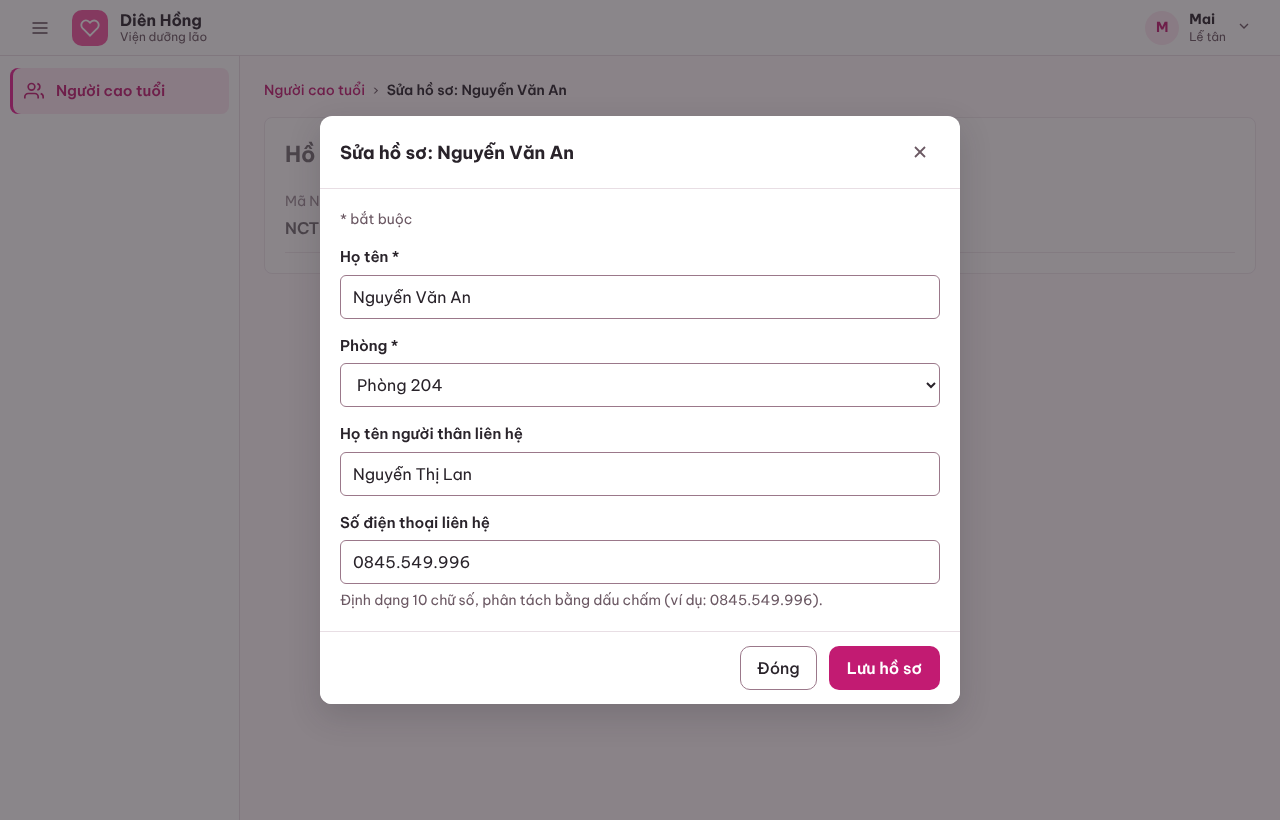 Diên Hồng
Viện dưỡng lão
M
Mai
Lễ tân
Người cao tuổi
Người cao tuổi › Sửa hồ sơ: Nguyễn Văn An
Hồ
Mã N
NCT
Sửa hồ sơ: Nguyễn Văn An
* bắt buộc
Họ tên *
Nguyễn Văn An
Phòng *
Phòng 204
Họ tên người thân liên hệ
Nguyễn Thị Lan
Số điện thoại liên hệ
0845.549.996
Định dạng 10 chữ số, phân tách bằng dấu chấm (ví dụ: 0845.549.996).
Đóng
Lưu hồ sơ